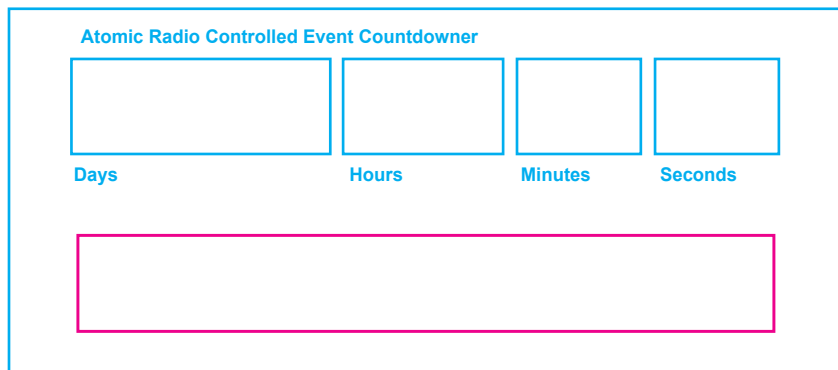 Atomic Radio Controlled Event Countdowner
Days Hours Minutes Seconds